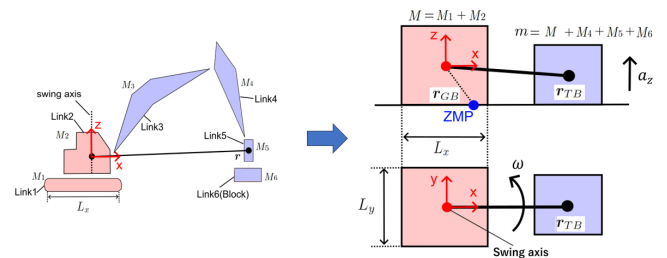 swing axis
Link2
M₂
z
x
M₁
Link1
Lₓ
M₃
Link3
M₄
Link4
Link5
M₅
r
M₆
Link6(Block)
M = M₁ + M₂
m = M + M₄ + M₅ + M₆
z
x
r_GB
ZMP
r_TB
a_z
Lₓ
L_y
y
x
ω
r_TB
Swing axis